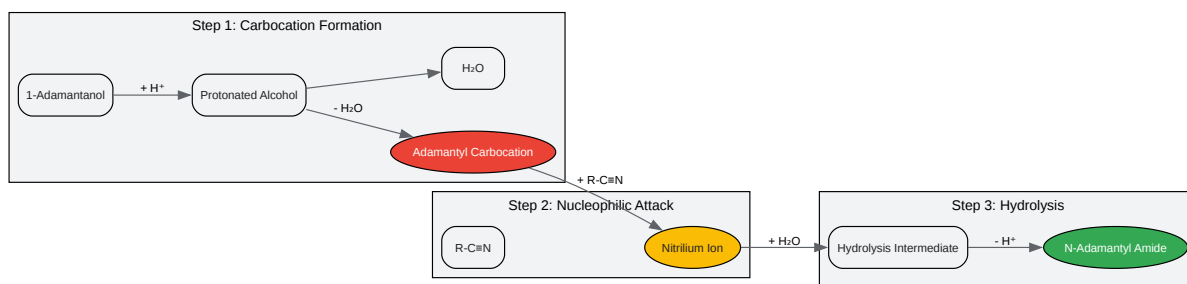 Step 1: Carbocation Formation
1-Adamantanol
+ H⁺
Protonated Alcohol
H₂O
- H₂O
Adamantyl Carbocation
+ R-C≡N
Step 2: Nucleophilic Attack
R-C≡N
Nitrilium Ion
+ H₂O
Step 3: Hydrolysis
Hydrolysis Intermediate
- H⁺
N-Adamantyl Amide